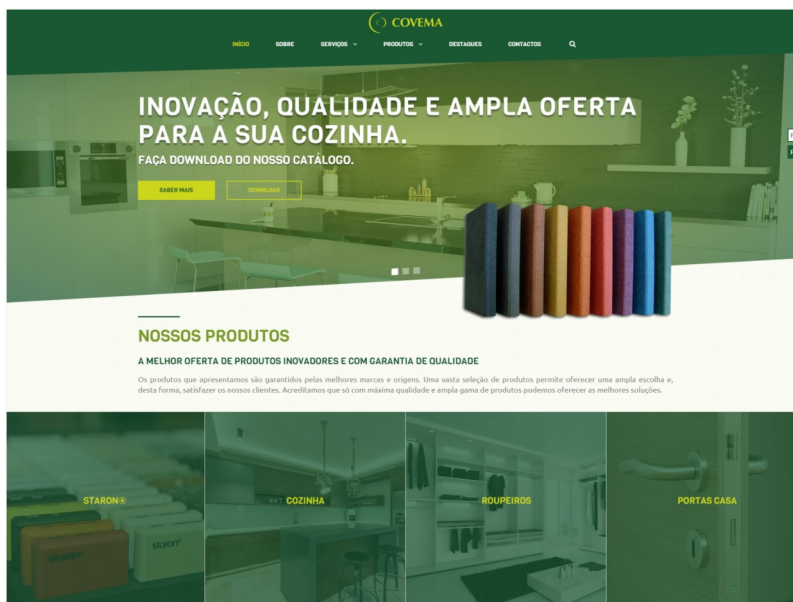 COVEMA
INÍCIO SOBRE SERVIÇOS PRODUTOS DESTAQUES CONTACTOS
INOVAÇÃO, QUALIDADE E AMPLA OFERTA
PARA A SUA COZINHA.
FAÇA DOWNLOAD DO NOSSO CATÁLOGO.
SABER MAIS DOWNLOAD
NOSSOS PRODUTOS
A MELHOR OFERTA DE PRODUTOS INOVADORES E COM GARANTIA DE QUALIDADE
Os produtos que apresentamos são garantidos pelas melhores marcas e origens. Uma vasta seleção de produtos permite oferecer uma ampla escolha e,
desta forma, satisfazer os nossos clientes. Acreditamos que só com máxima qualidade e ampla gama de produtos podemos oferecer as melhores soluções.
STARON® COZINHA ROUPEIROS PORTAS CASA
staron
staron